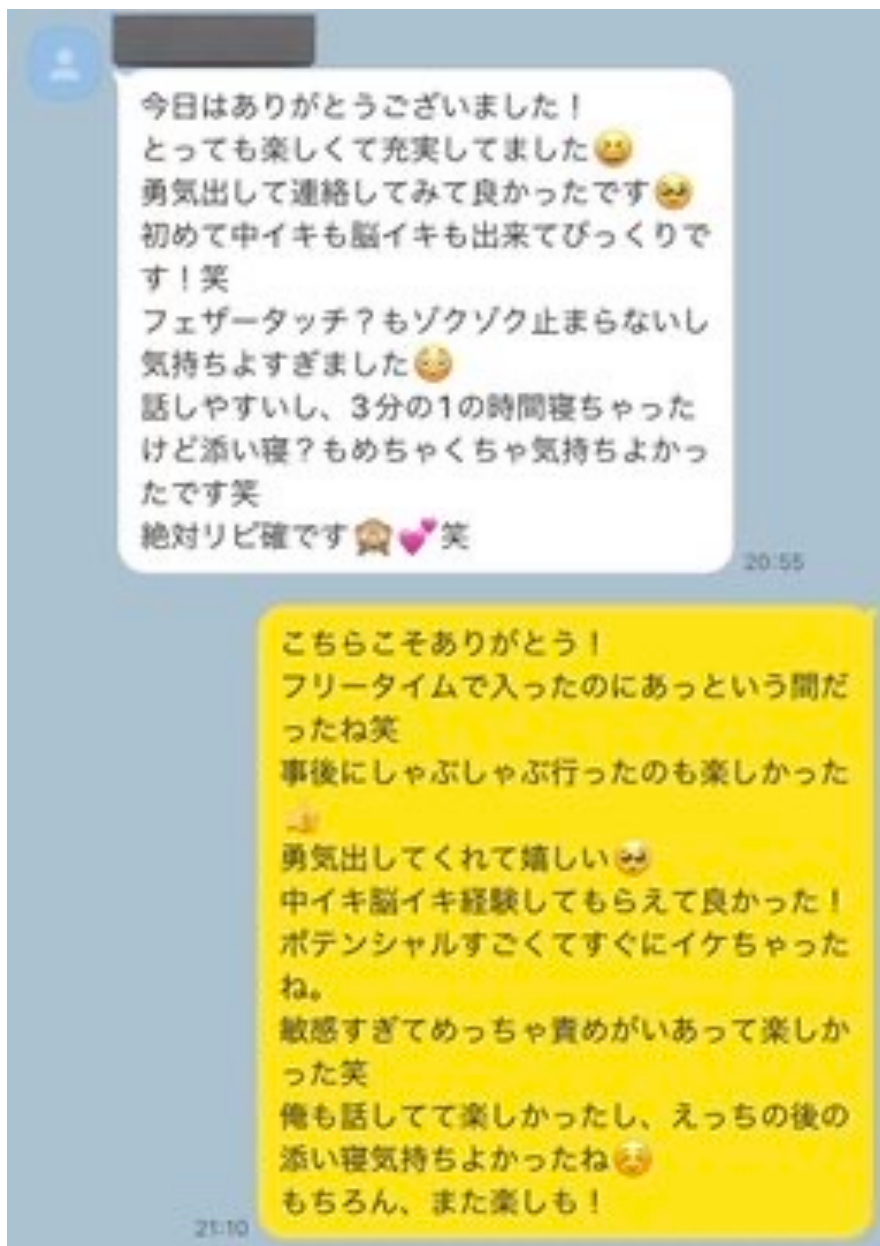 今日はありがとうございました！
とっても楽しくて充実してました😀
勇気出して連絡してみて良かったです🥹
初めて中イキも脳イキも出来てびっくりで
す！笑
フェザータッチ？もゾクゾク止まらないし
気持ちよすぎました😳
話しやすいし、3分の1の時間寝ちゃった
けど添い寝？もめちゃくちゃ気持ちよかっ
たです笑
絶対リピ確です🙈💕笑
20:55
こちらこそありがとう！
フリータイムで入ったのにあっという間だ
ったね笑
事後にしゃぶしゃぶ行ったのも楽しかった
👍
勇気出してくれて嬉しい🥹
中イキ脳イキ経験してもらえて良かった！
ポテンシャルすごくてすぐにイケちゃった
ね。
敏感すぎてめっちゃ責めがいあって楽しか
った笑
俺も話してて楽しかったし、えっちの後の
添い寝気持ちよかったね☺️
もちろん、また楽しも！
21:10